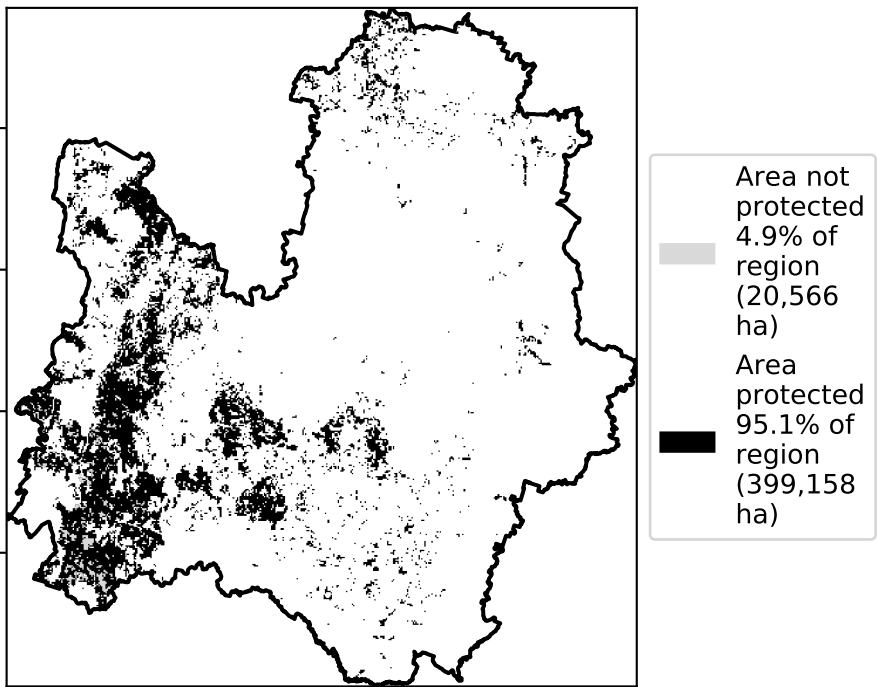 Area not
protected
4.9% of
region
(20,566
ha)
Area
protected
95.1% of
region
(399,158
ha)